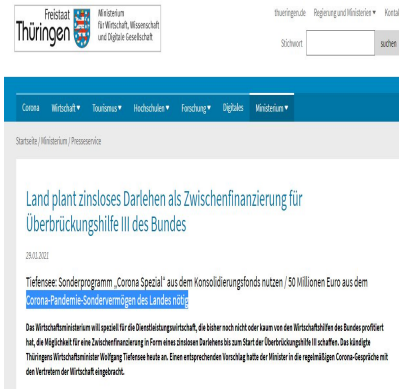 Freistaat
Thüringen
Ministerium
für Wirtschaft, Wissenschaft
und Digitale Gesellschaft
thueringen.de Regierung und Ministerien Kontakt
Stichwort suchen
Corona Wirtschaft Tourismus Hochschulen Forschung Digitales Ministerium
Startseite / Ministerium / Presseservice
Land plant zinsloses Darlehen als Zwischenfinanzierung für
Überbrückungshilfe III des Bundes
29.01.2021
Tiefensee: Sonderprogramm „Corona Spezial“ aus dem Konsolidierungsfonds nutzen / 50 Millionen Euro aus dem
Corona-Pandemie-Sondervermögen des Landes nötig
Das Wirtschaftsministerium will speziell für die Dienstleistungswirtschaft, die bisher noch nicht oder kaum von den Wirtschaftshilfen des Bundes profitiert
hat, die Möglichkeit für eine Zwischenfinanzierung in Form eines zinslosen Darlehens bis zum Start der Überbrückungshilfe III schaffen. Das kündigte
Thüringens Wirtschaftsminister Wolfgang Tiefensee heute an. Einen entsprechenden Vorschlag hatte der Minister in die regelmäßigen Corona-Gespräche mit
den Vertretern der Wirtschaft eingebracht.